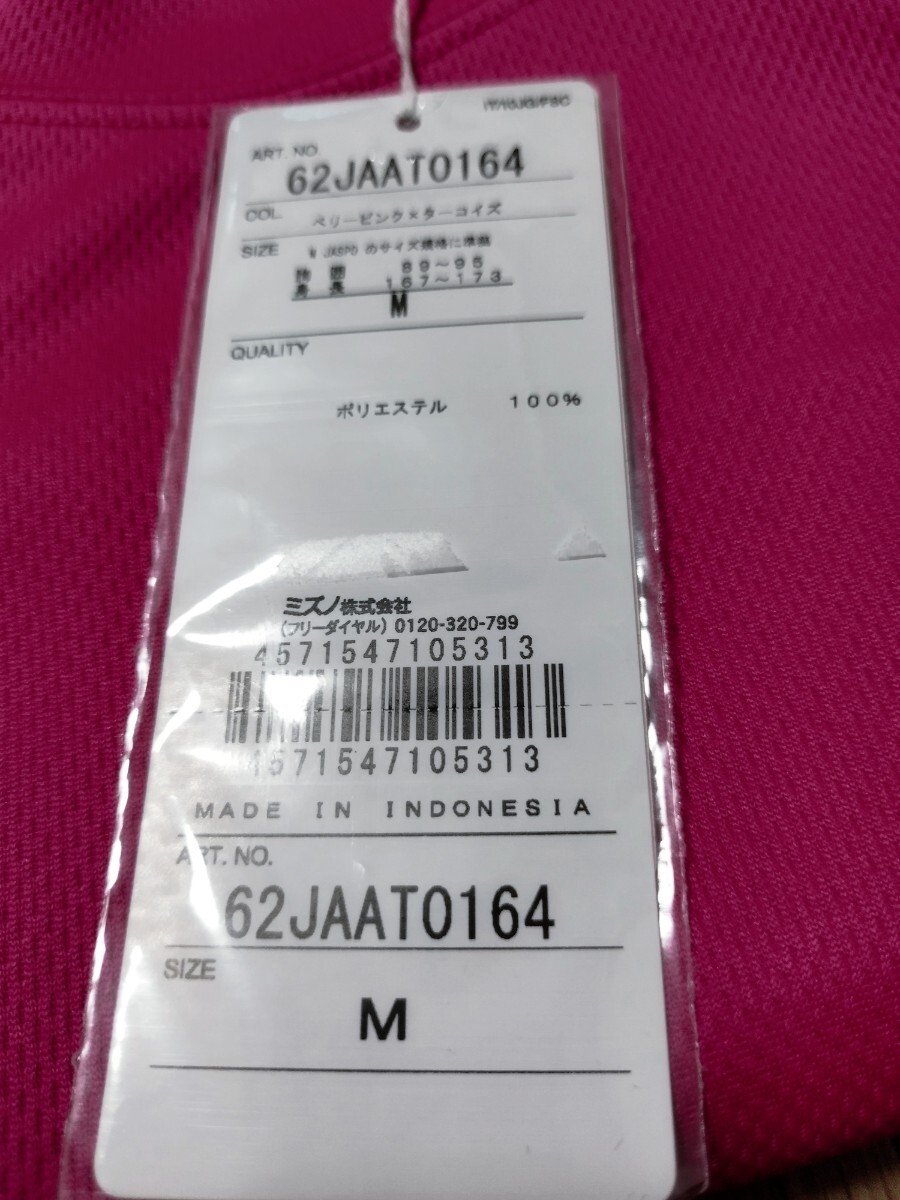 ART. NO
62JAAT0164
COL. ベリーピンク×ターコイズ
SIZE M JASPO のサイズ規格に準拠
胸囲 89～95
身長 167～173
M
QUALITY
ポリエステル 100%
ミズノ株式会社
(フリーダイヤル) 0120-320-799
4571547105313
4571547105313
MADE IN INDONESIA
ART. NO.
62JAAT0164
SIZE
M